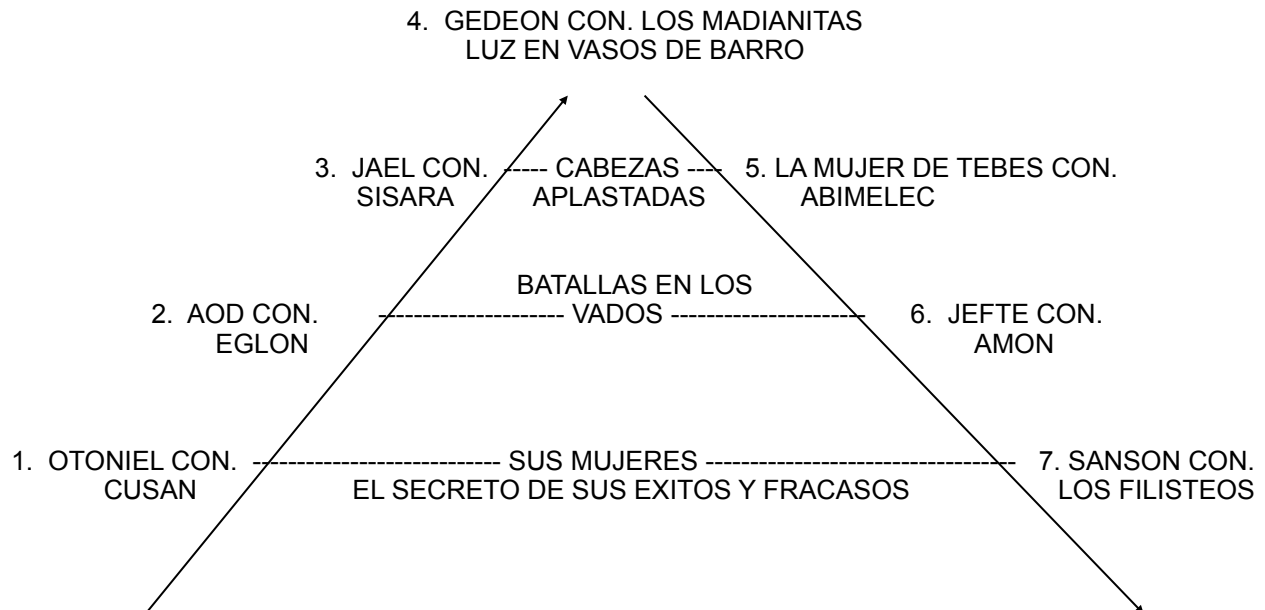 4. GEDEON CON. LOS MADIANITAS
LUZ EN VASOS DE BARRO
3. JAEL CON. ----- CABEZAS ---- 5. LA MUJER DE TEBES CON.
SISARA APLASTADAS ABIMELEC
BATALLAS EN LOS
2. AOD CON. --------------------- VADOS ---------------------- 6. JEFTE CON.
EGLON AMON
1. OTONIEL CON. ---------------------------- SUS MUJERES ----------------------------------- 7. SANSON CON.
CUSAN EL SECRETO DE SUS EXITOS Y FRACASOS LOS FILISTEOS